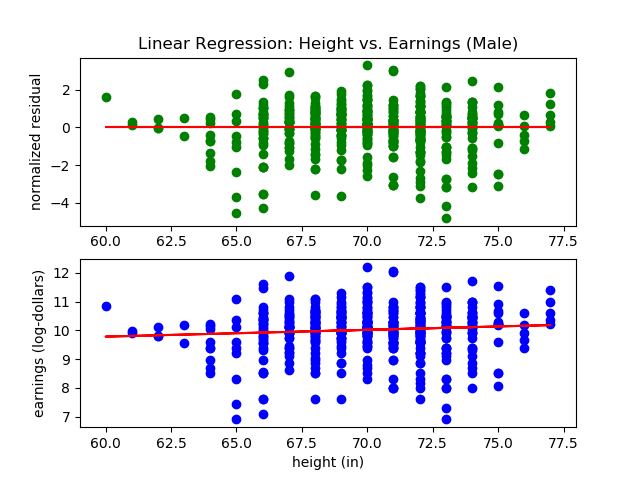 Linear Regression: Height vs. Earnings (Male)
normalized residual
2
0
−2
−4
60.0 62.5 65.0 67.5 70.0 72.5 75.0 77.5
earnings (log-dollars)
12
11
10
9
8
7
60.0 62.5 65.0 67.5 70.0 72.5 75.0 77.5
height (in)